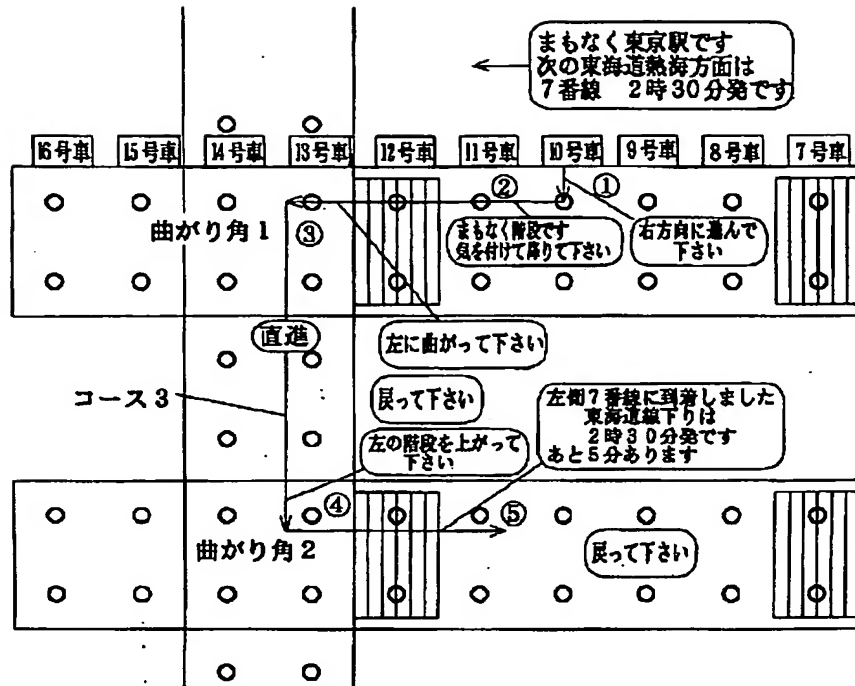 まもなく東京駅です
次の東海道熱海方面は
7番線 2時30分発です
16号車
15号車
14号車
13号車
12号車
11号車
10号車
9号車
8号車
7号車
①
②
曲がり角1
③
まもなく階段です
気を付けて降りて下さい
右方向に進んで
下さい
直進
左に曲がって下さい
コース3
戻って下さい
左側7番線に到着しました
東海道線下りは
2時30分発です
あと5分あります
左の階段を上がって
下さい
④
⑤
曲がり角2
戻って下さい